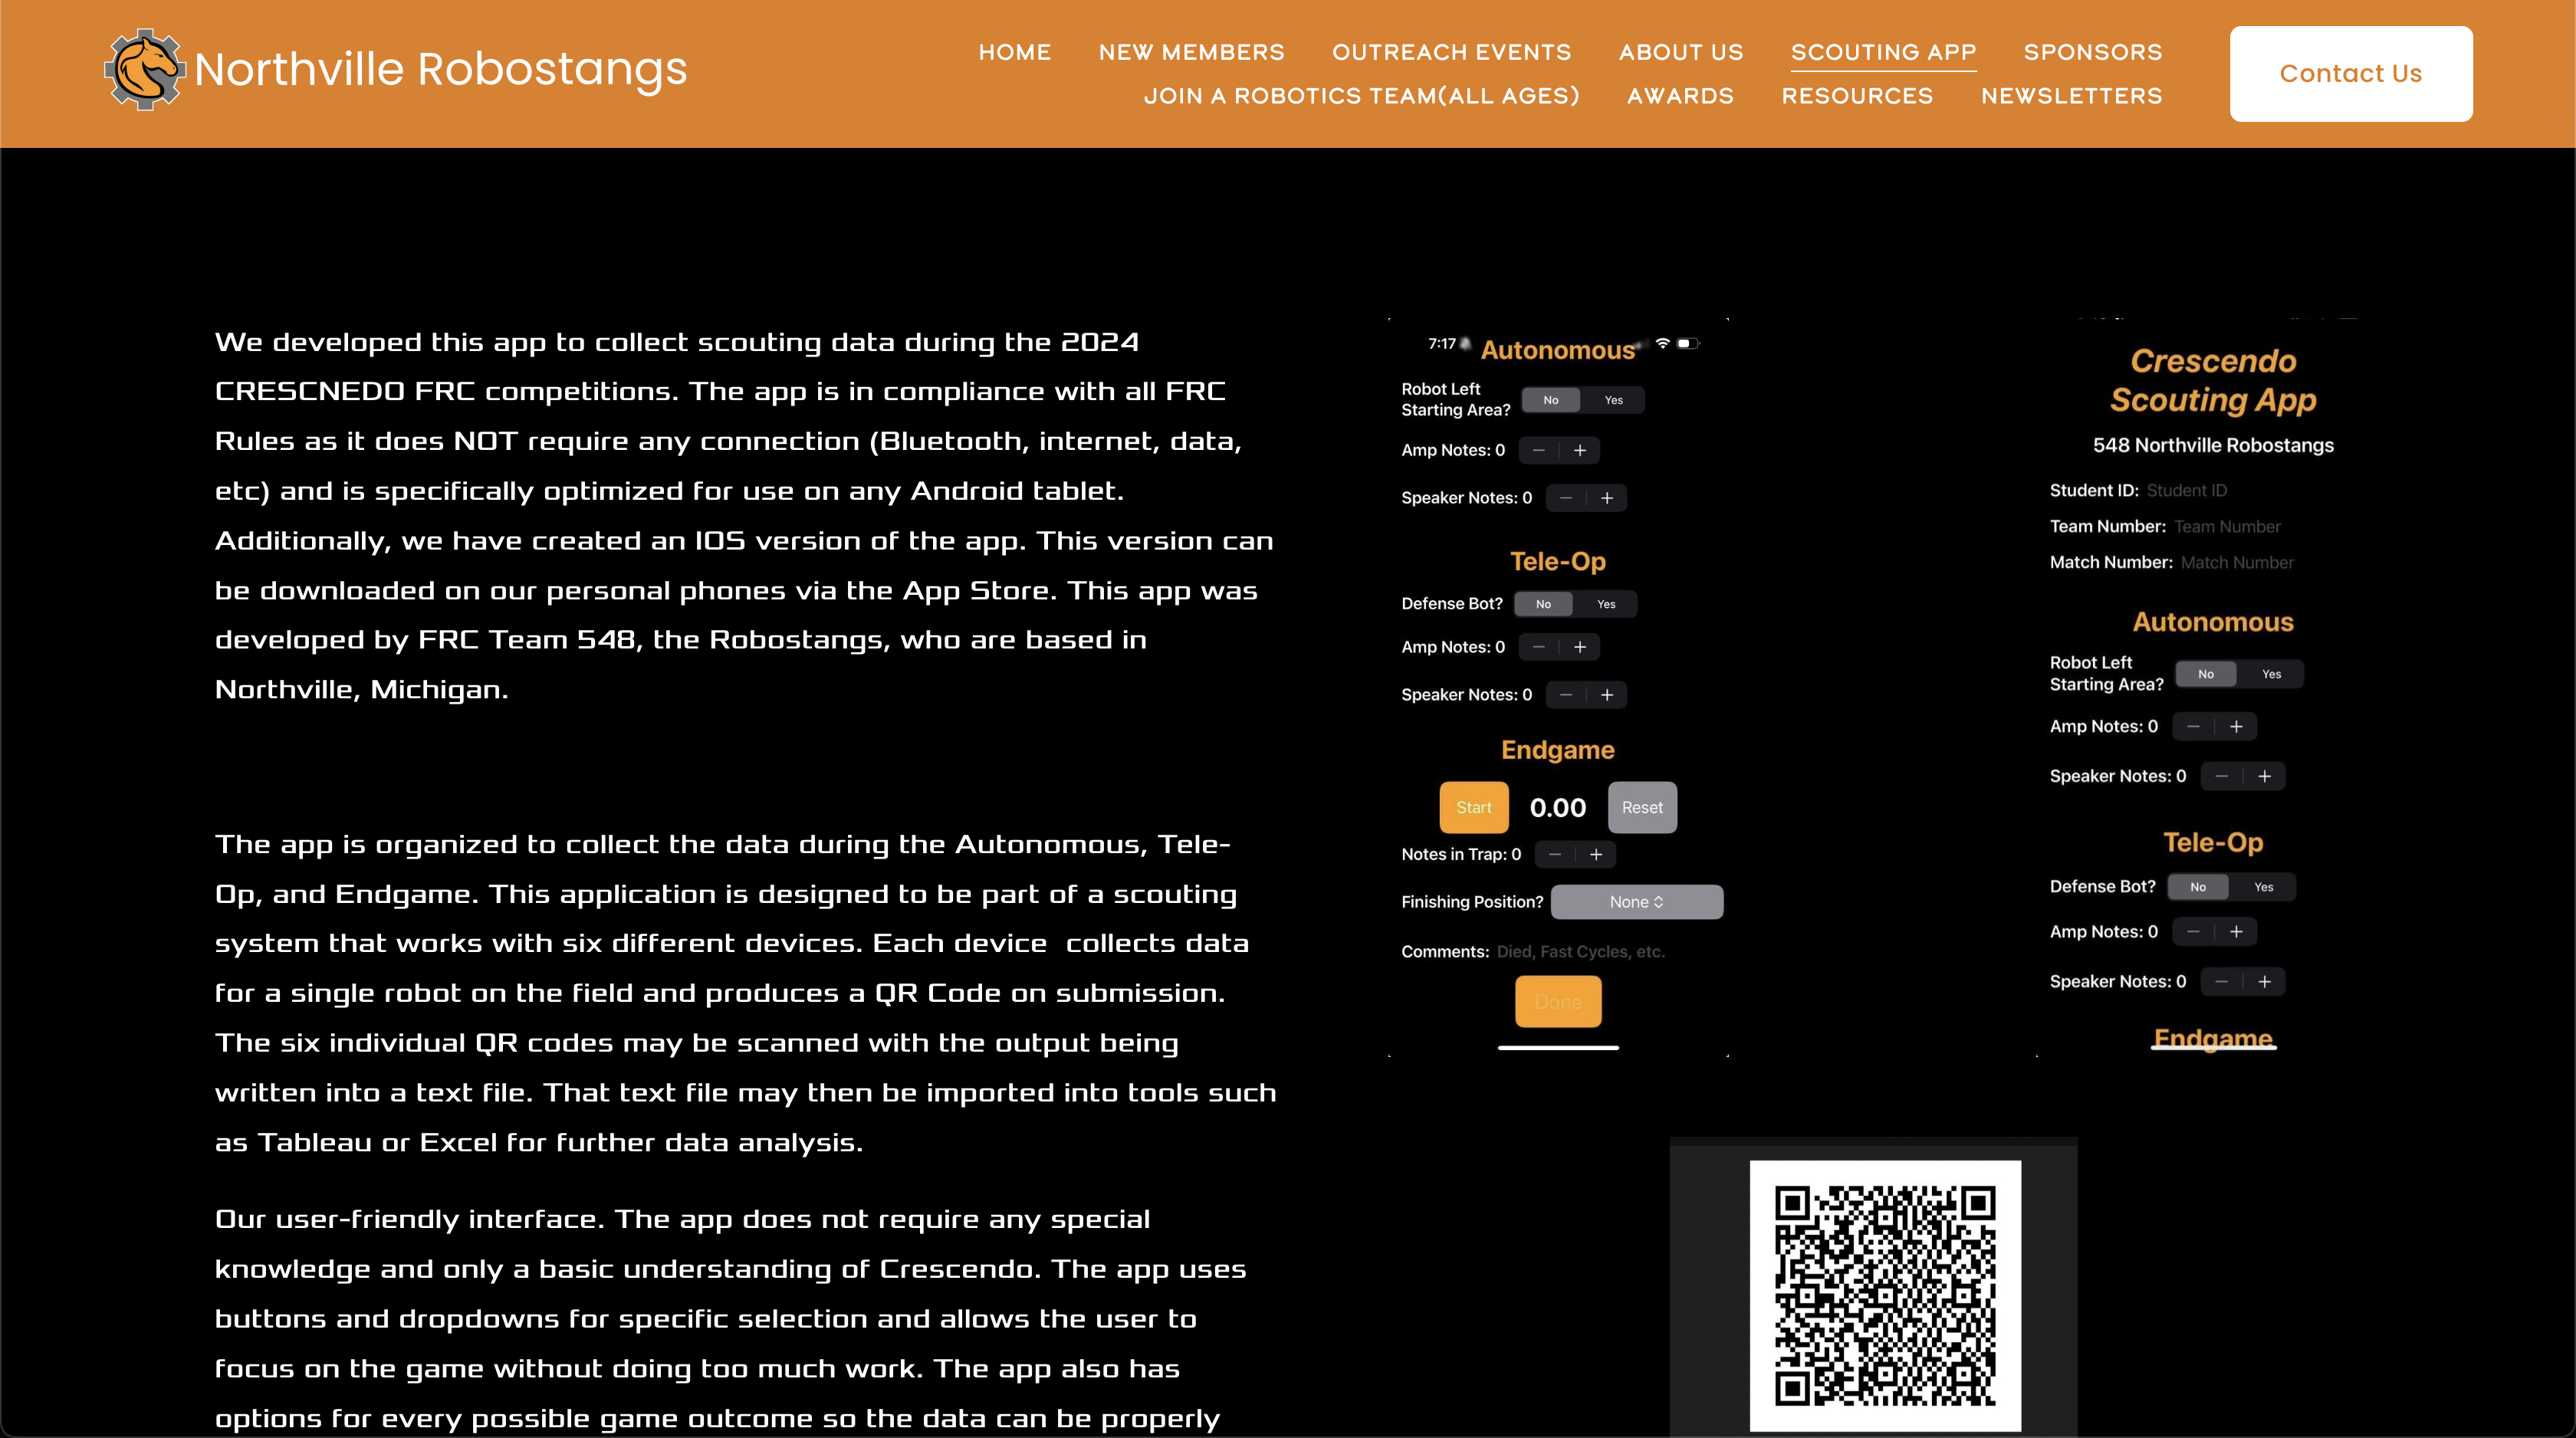 Northville Robostangs
HOME NEW MEMBERS OUTREACH EVENTS ABOUT US SCOUTING APP SPONSORS
JOIN A ROBOTICS TEAM(ALL AGES) AWARDS RESOURCES NEWSLETTERS
Contact Us
We developed this app to collect scouting data during the 2024
CRESCNEDO FRC competitions. The app is in compliance with all FRC
Rules as it does NOT require any connection (Bluetooth, internet, data,
etc) and is specifically optimized for use on any Android tablet.
Additionally, we have created an IOS version of the app. This version can
be downloaded on our personal phones via the App Store. This app was
developed by FRC Team 548, the Robostangs, who are based in
Northville, Michigan.
The app is organized to collect the data during the Autonomous, Tele-
Op, and Endgame. This application is designed to be part of a scouting
system that works with six different devices. Each device  collects data
for a single robot on the field and produces a QR Code on submission.
The six individual QR codes may be scanned with the output being
written into a text file. That text file may then be imported into tools such
as Tableau or Excel for further data analysis.
Our user-friendly interface. The app does not require any special
knowledge and only a basic understanding of Crescendo. The app uses
buttons and dropdowns for specific selection and allows the user to
focus on the game without doing too much work. The app also has
options for every possible game outcome so the data can be properly
7:17
Autonomous
Robot Left
Starting Area? No Yes
Amp Notes: 0 − +
Speaker Notes: 0 − +
Tele-Op
Defense Bot? No Yes
Amp Notes: 0 − +
Speaker Notes: 0 − +
Endgame
Start 0.00 Reset
Notes in Trap: 0 − +
Finishing Position? None
Comments: Died, Fast Cycles, etc.
Done
Crescendo
Scouting App
548 Northville Robostangs
Student ID: Student ID
Team Number: Team Number
Match Number: Match Number
Autonomous
Robot Left
Starting Area? No Yes
Amp Notes: 0 − +
Speaker Notes: 0 − +
Tele-Op
Defense Bot? No Yes
Amp Notes: 0 − +
Speaker Notes: 0 − +
Endgame